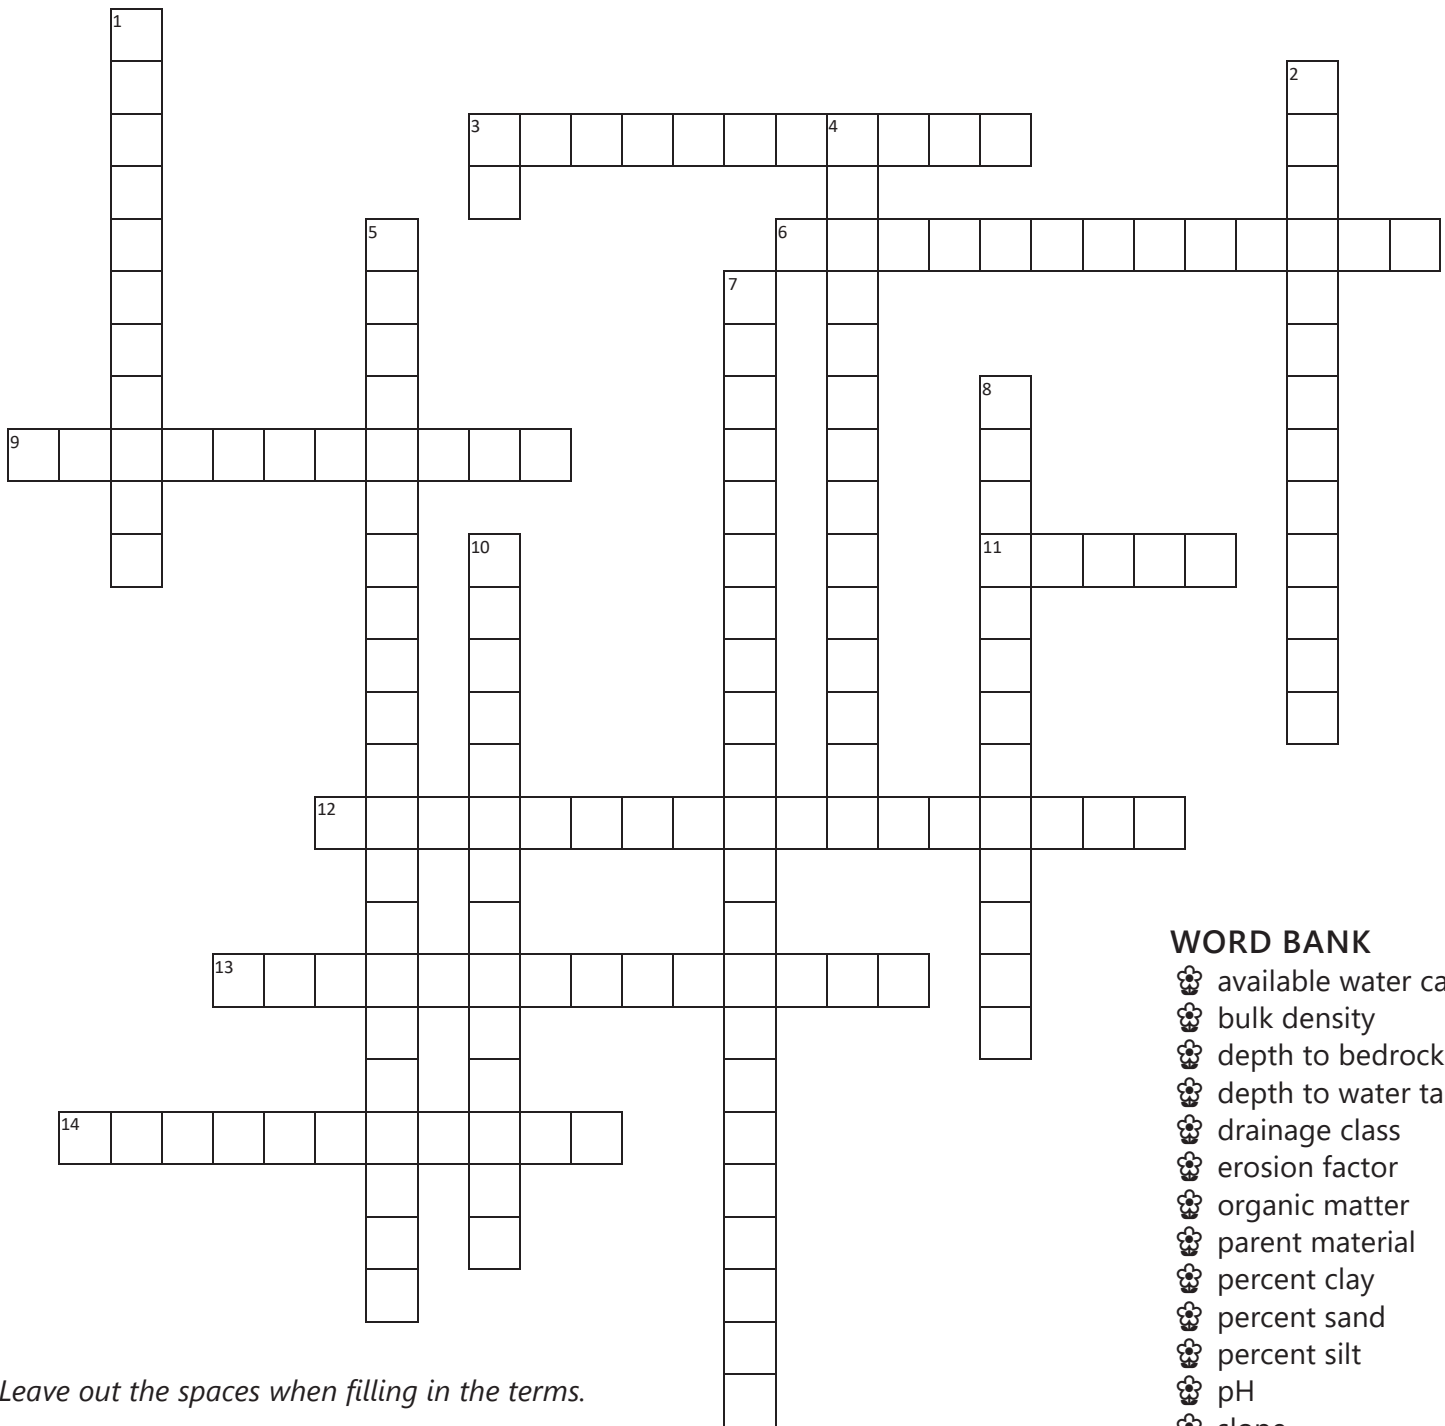 1
2
3 4
5
6
7
8
9
10
11
12
13
14
WORD BANK
available water ca
bulk density
depth to bedrock
depth to water ta
drainage class
erosion factor
organic matter
parent material
percent clay
percent sand
percent silt
pH
Leave out the spaces when filling in the terms.